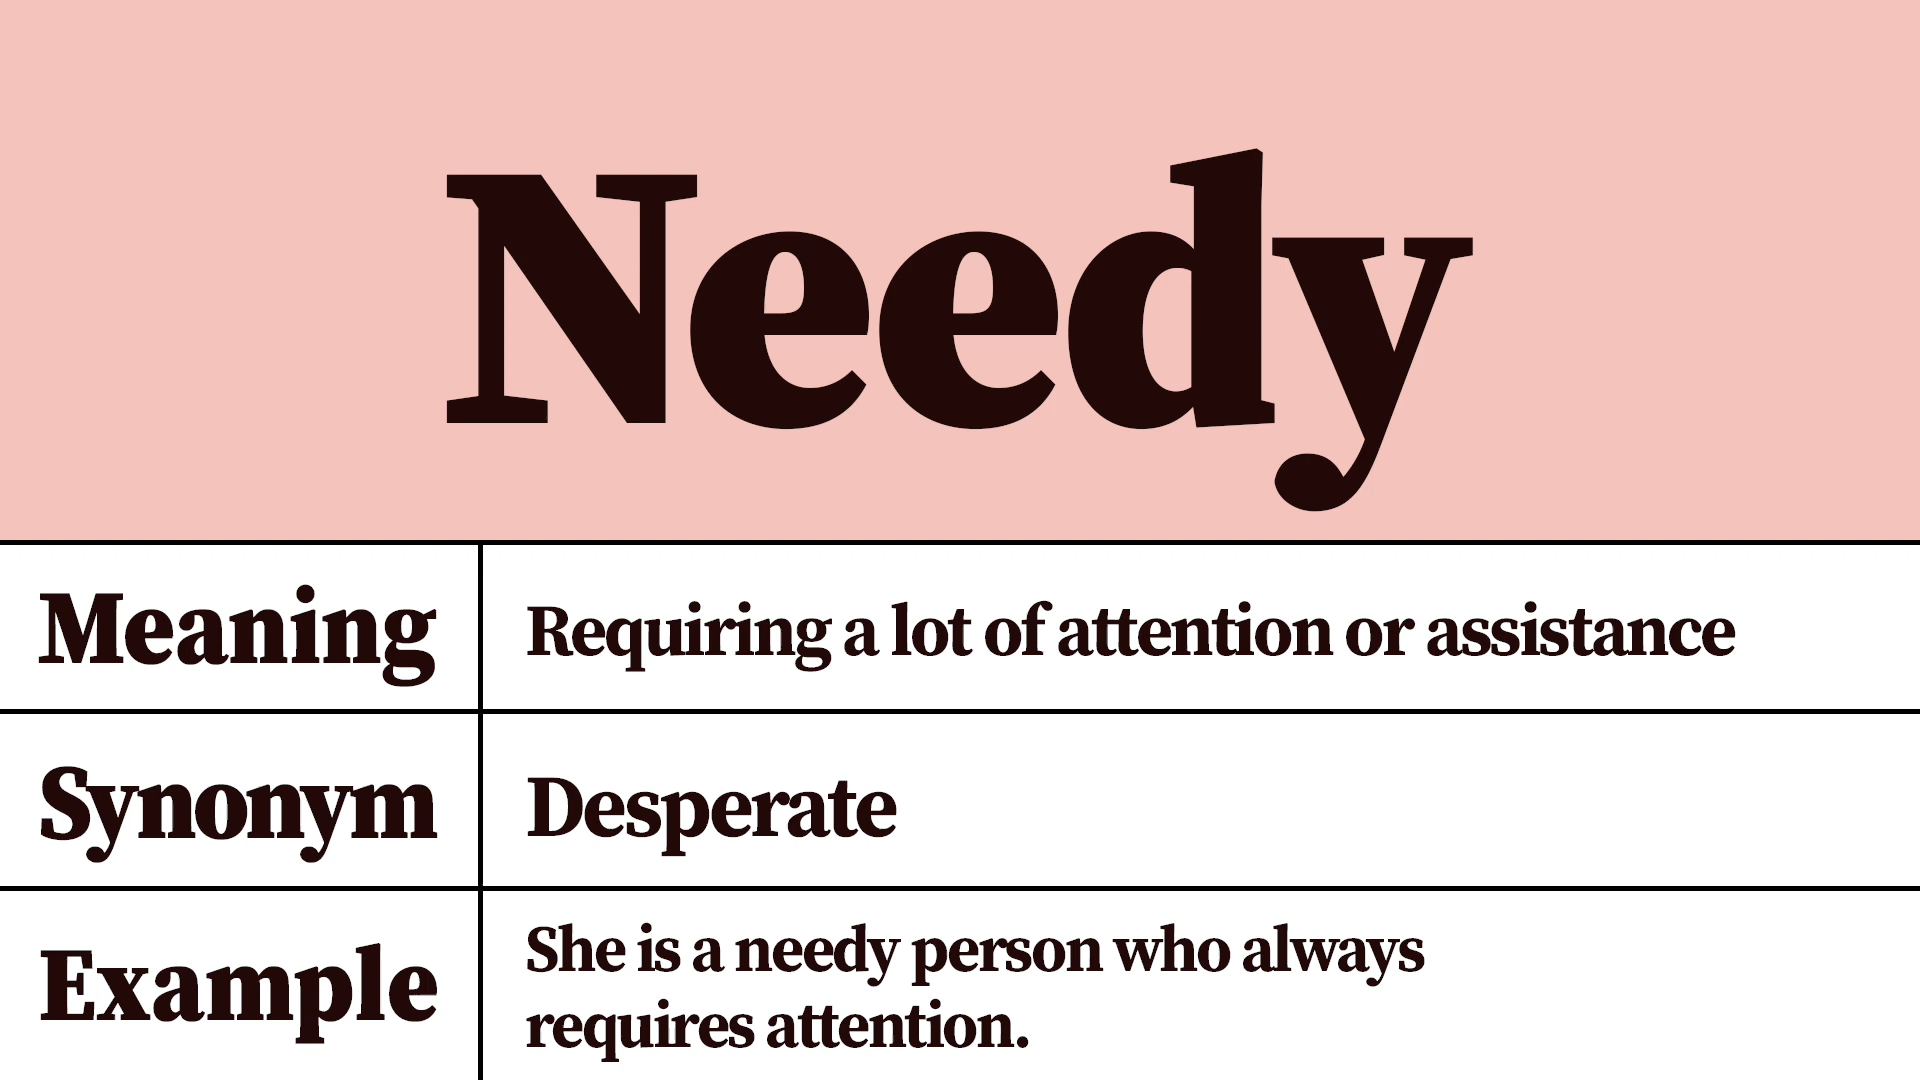 Needy
Meaning
Requiring a lot of attention or assistance
Synonym
Desperate
Example
She is a needy person who always
requires attention.